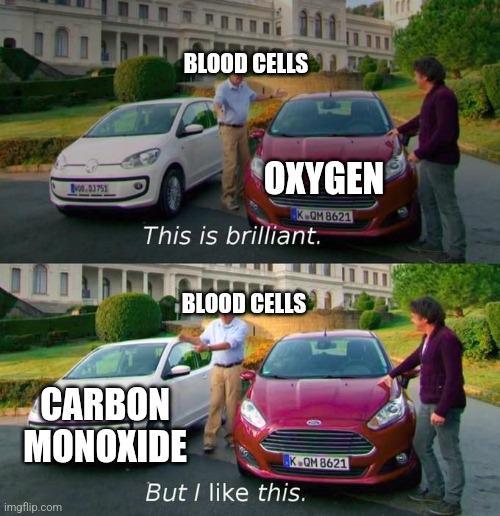 BLOOD CELLS
OXYGEN
K QM 8621
This is brilliant.
BLOOD CELLS
CARBON
MONOXIDE
Ford
K QM 8621
But I like this.
imgflip.com